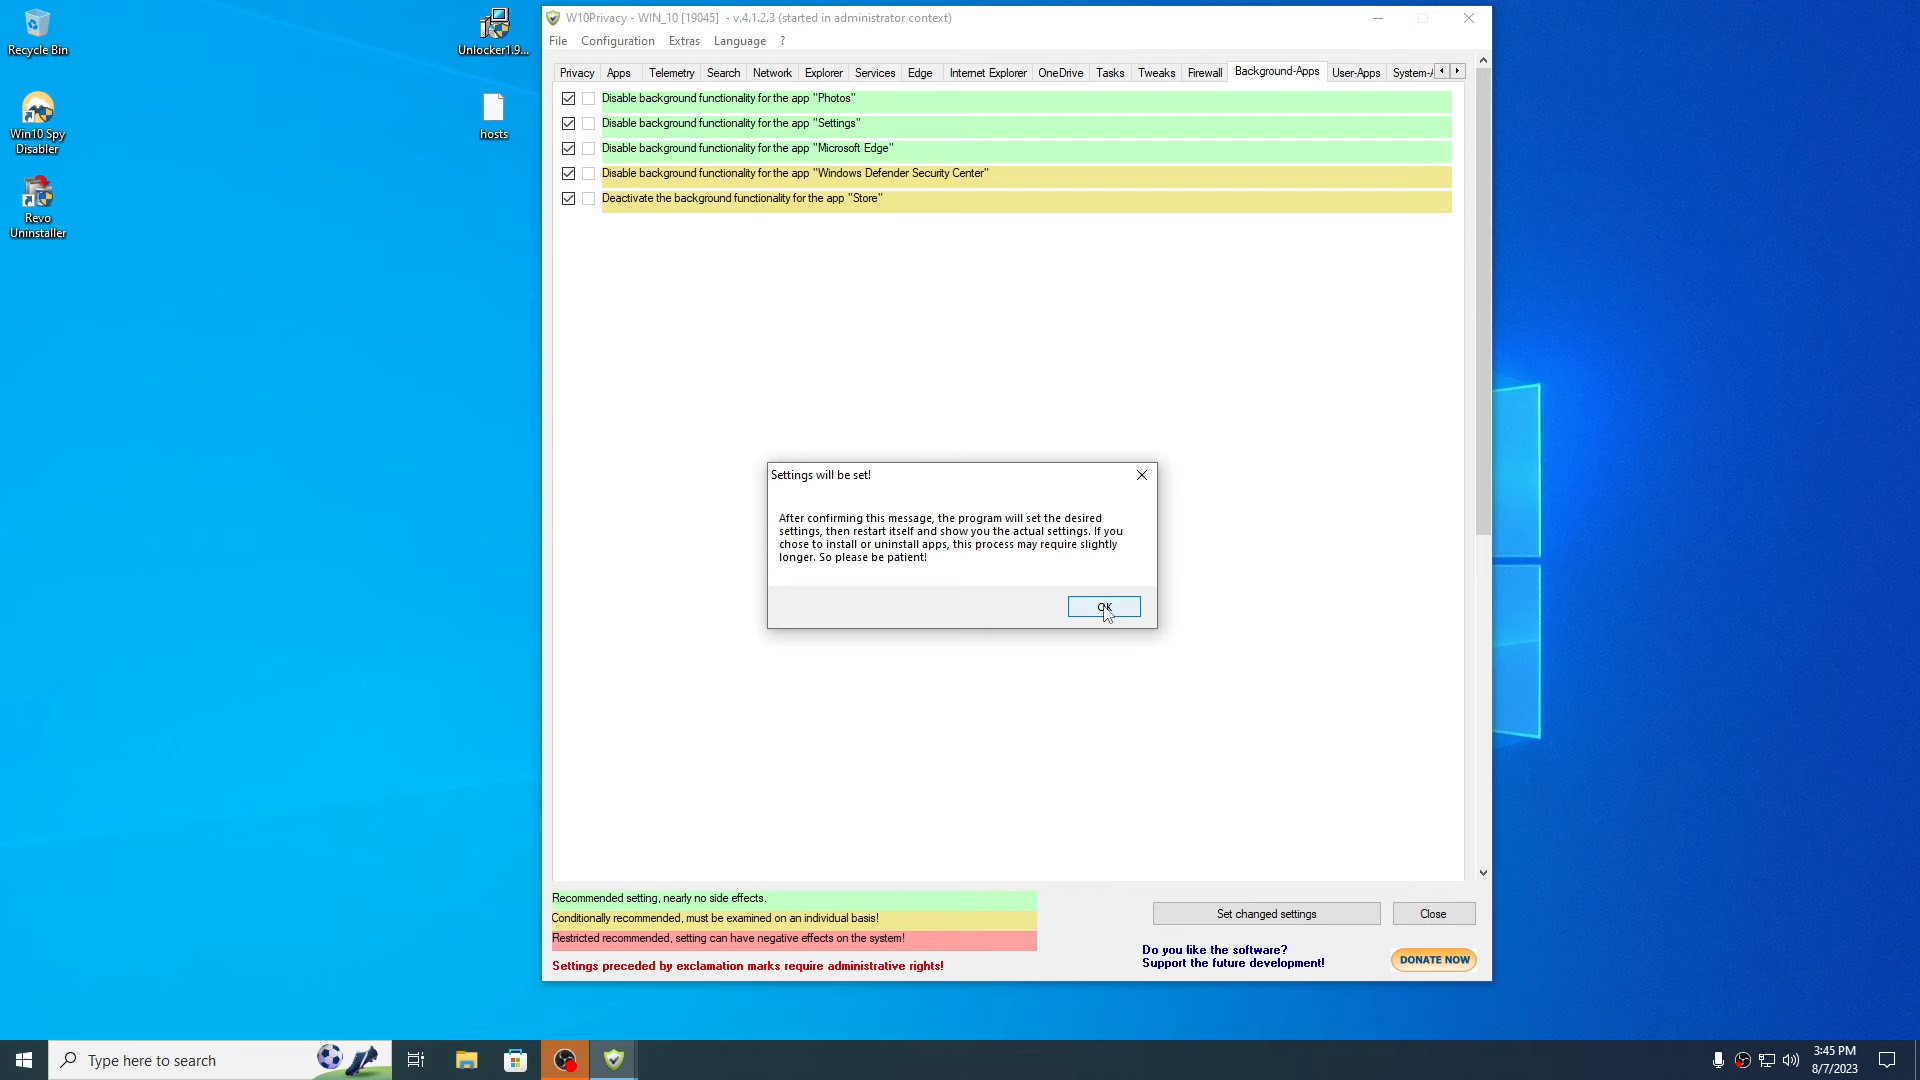 Recycle Bin
Unlocker1.9...
Win10 Spy
Disabler
hosts
Revo
Uninstaller
W10Privacy - WIN_10 [19045]  - v.4.1.2.3 (started in administrator context)
File Configuration Extras Language ?
Privacy Apps Telemetry Search Network Explorer Services Edge Internet Explorer OneDrive Tasks Tweaks Firewall Background-Apps User-Apps System-A
Disable background functionality for the app "Photos"
Disable background functionality for the app "Settings"
Disable background functionality for the app "Microsoft Edge"
Disable background functionality for the app "Windows Defender Security Center"
Deactivate the background functionality for the app "Store"
Settings will be set!
After confirming this message, the program will set the desired
settings, then restart itself and show you the actual settings. If you
chose to install or uninstall apps, this process may require slightly
longer. So please be patient!
OK
Recommended setting, nearly no side effects.
Conditionally recommended, must be examined on an individual basis!
Restricted recommended, setting can have negative effects on the system!
Settings preceded by exclamation marks require administrative rights!
Set changed settings
Close
Do you like the software?
Support the future development!
DONATE NOW
Type here to search
3:45 PM
8/7/2023